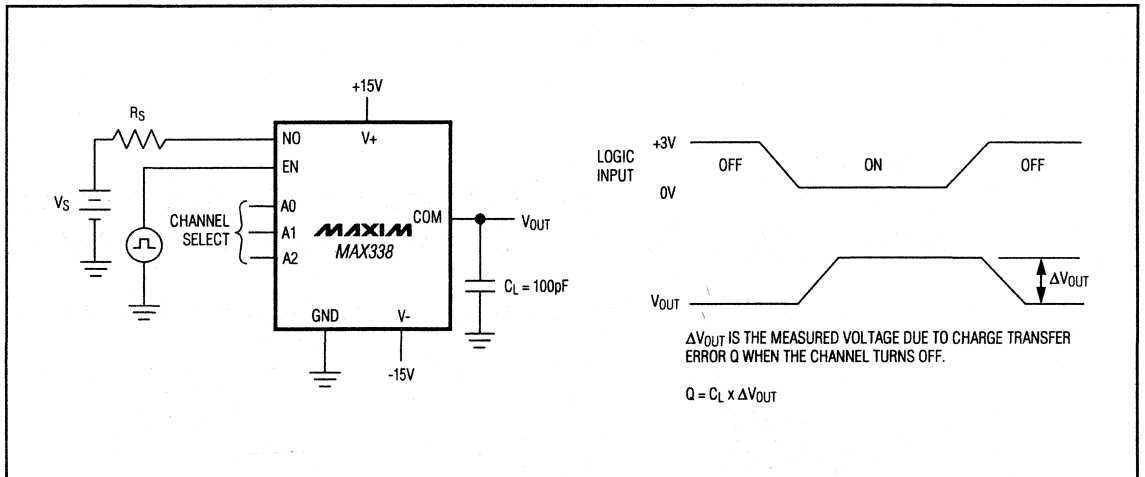 +15V
RS
NO
V+
EN
VS
A0
CHANNEL
SELECT
A1
A2
MAXIM
MAX338
COM
VOUT
CL = 100pF
GND
V-
-15V
LOGIC
INPUT
+3V
0V
OFF
ON
OFF
VOUT
ΔVOUT
ΔVOUT IS THE MEASURED VOLTAGE DUE TO CHARGE TRANSFER
ERROR Q WHEN THE CHANNEL TURNS OFF.
Q = CL x ΔVOUT